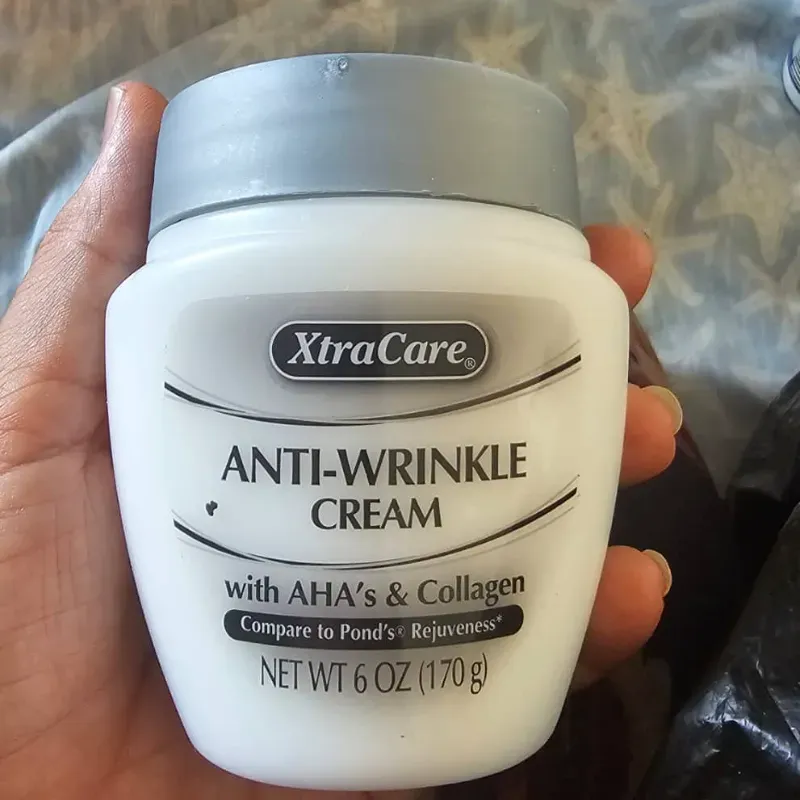 XtraCare®
ANTI-WRINKLE
CREAM
with AHA's & Collagen
Compare to Pond's® Rejuveness*
NET WT 6 OZ (170 g)